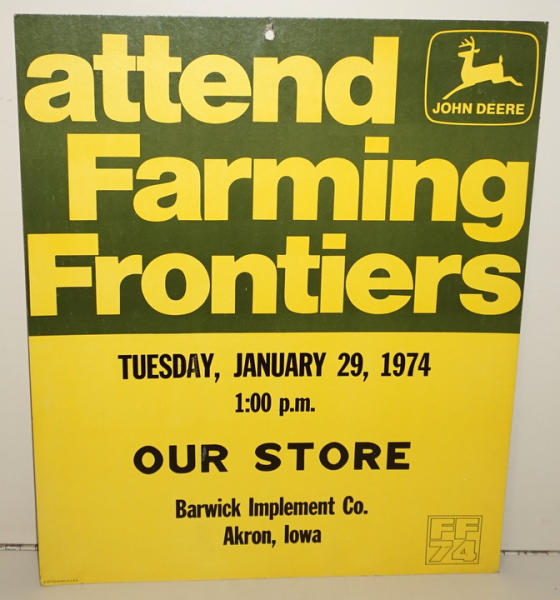 attend
JOHN DEERE
Farming
Frontiers
TUESDAY, JANUARY 29, 1974
1:00 p.m.
OUR STORE
Barwick Implement Co.
Akron, Iowa
FF
74